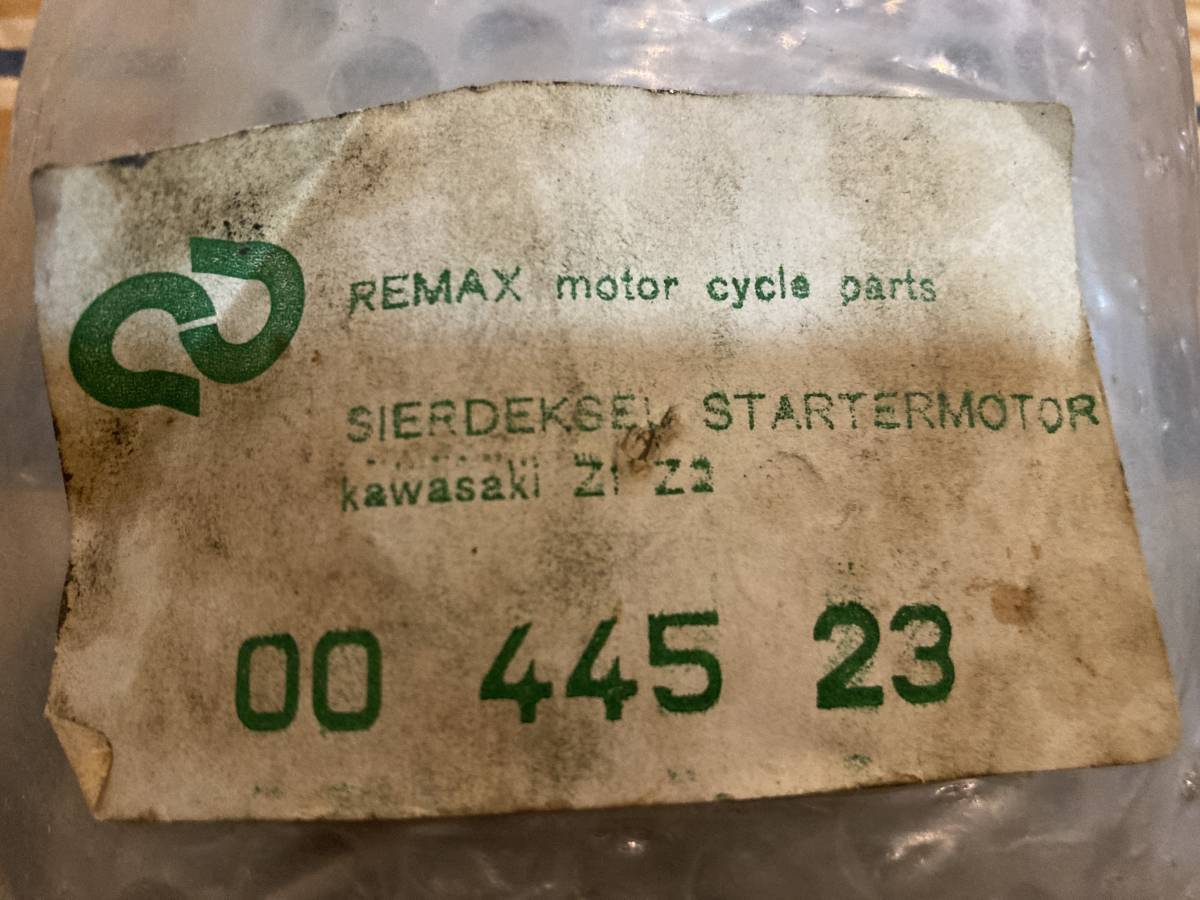 REMAX motor cycle parts
SIERDEKSEL STARTERMOTOR
kawasaki Z1 Z2
00 445 23